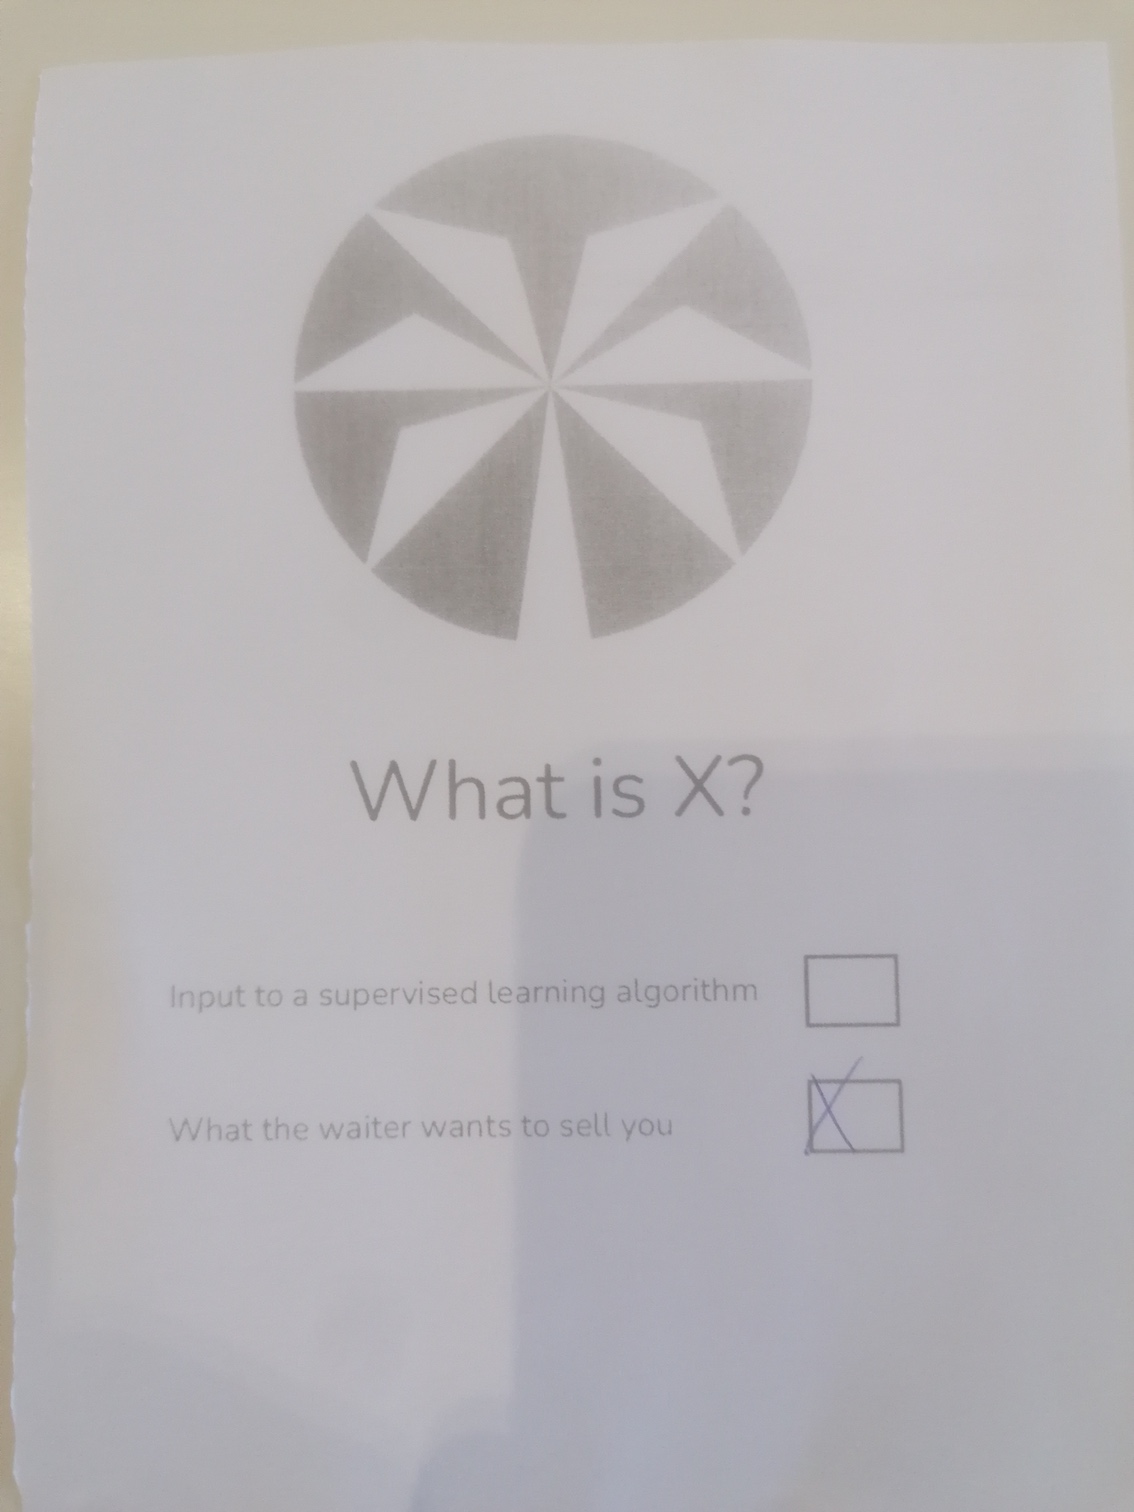 What is X?
Input to a supervised learning algorithm
What the waiter wants to sell you